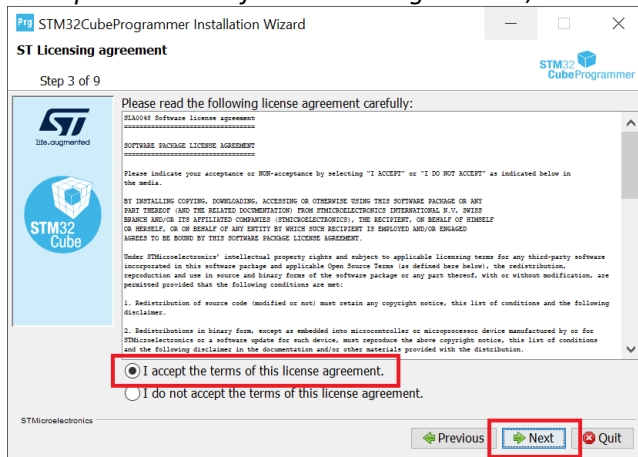 Prg STM32CubeProgrammer Installation Wizard
ST Licensing agreement
Step 3 of 9
STM32
CubeProgrammer
life.augmented
STM32
Cube
Please read the following license agreement carefully:
SLA0048 Software license agreement
==================================
SOFTWARE PACKAGE LICENSE AGREEMENT
==================================
Please indicate your acceptance or NON-acceptance by selecting "I ACCEPT" or "I DO NOT ACCEPT" as indicated below in
the media.
BY INSTALLING COPYING, DOWNLOADING, ACCESSING OR OTHERWISE USING THIS SOFTWARE PACKAGE OR ANY
PART THEREOF (AND THE RELATED DOCUMENTATION) FROM STMICROELECTRONICS INTERNATIONAL N.V, SWISS
BRANCH AND/OR ITS AFFILIATED COMPANIES (STMICROELECTRONICS), THE RECIPIENT, ON BEHALF OF HIMSELF
OR HERSELF, OR ON BEHALF OF ANY ENTITY BY WHICH SUCH RECIPIENT IS EMPLOYED AND/OR ENGAGED
AGREES TO BE BOUND BY THIS SOFTWARE PACKAGE LICENSE AGREEMENT.
Under STMicroelectronics' intellectual property rights and subject to applicable licensing terms for any third-party software
incorporated in this software package and applicable Open Source Terms (as defined here below), the redistribution,
reproduction and use in source and binary forms of the software package or any part thereof, with or without modification, are
permitted provided that the following conditions are met:
1. Redistribution of source code (modified or not) must retain any copyright notice, this list of conditions and the following
disclaimer.
2. Redistributions in binary form, except as embedded into microcontroller or microprocessor device manufactured by or for
STMicroelectronics or a software update for such device, must reproduce the above copyright notice, this list of conditions
and the following disclaimer in the documentation and/or other materials provided with the distribution.
I accept the terms of this license agreement.
I do not accept the terms of this license agreement.
STMicroelectronics
Previous Next Quit